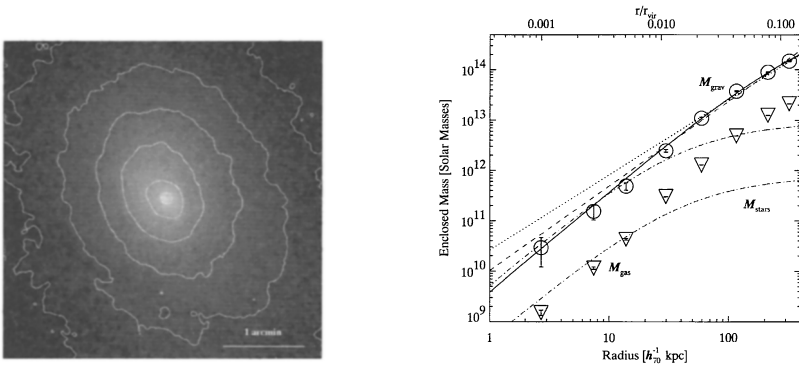 1 arcmin
r/r_vir
0.001 0.010 0.100
10^14
10^13
10^12
10^11
10^10
10^9
Enclosed Mass [Solar Masses]
M_grav
M_stars
M_gas
1 10 100
Radius [h_70^-1 kpc]